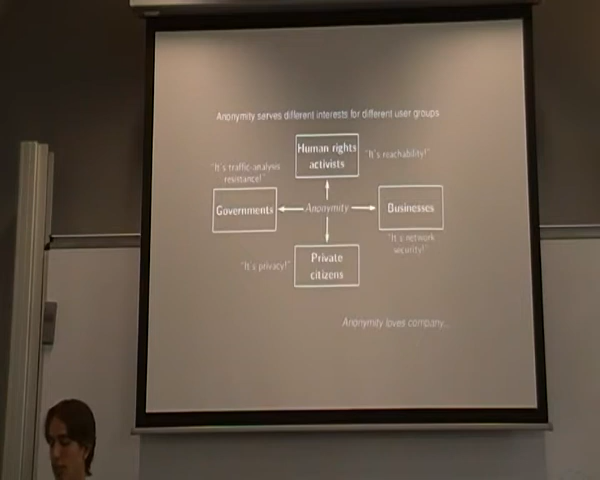 Anonymity serves different interests for different user groups
Human rights
activists
"It's reachability!"
"It's traffic-analysis
resistance!"
Governments
Anonymity
Businesses
"It's network
security!"
"It's privacy!"
Private
citizens
Anonymity loves company...